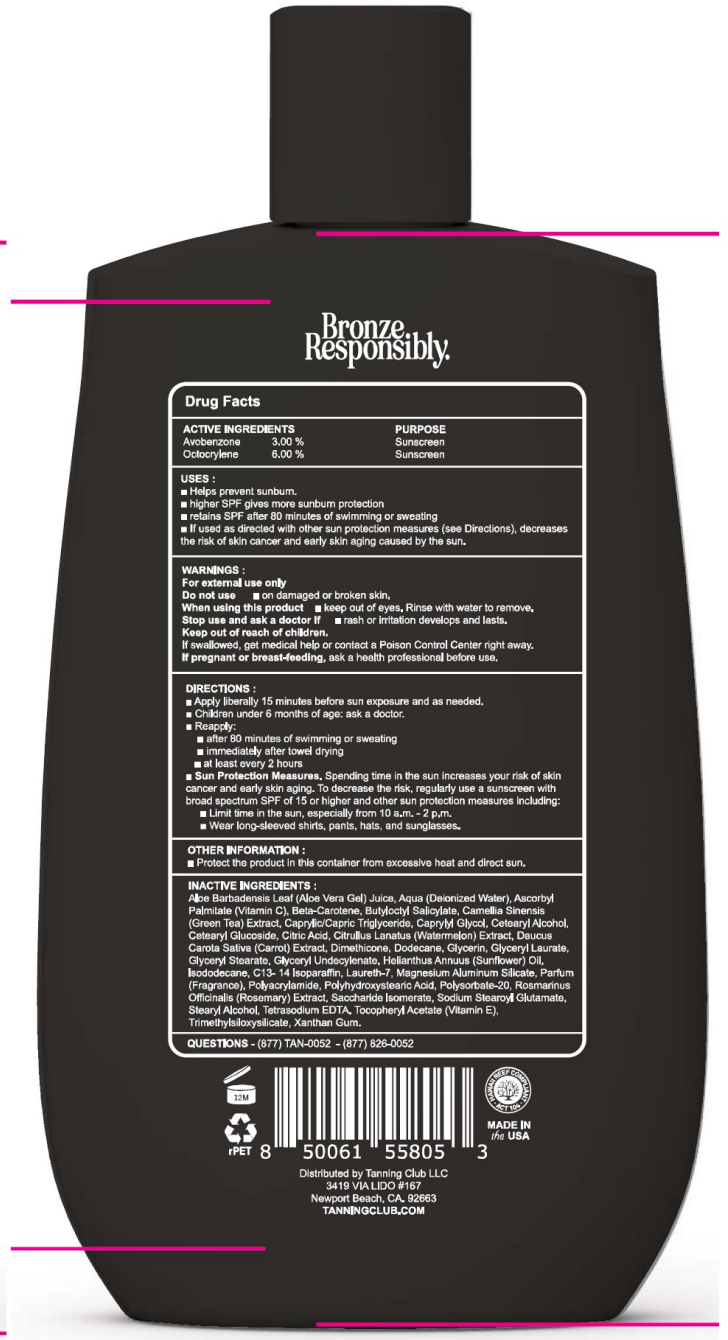 Bronze
Responsibly.
Drug Facts
ACTIVE INGREDIENTS PURPOSE
Avobenzone 3.00 % Sunscreen
Octocrylene 6.00 % Sunscreen
USES :
■ Helps prevent sunburn.
■ higher SPF gives more sunburn protection
■ retains SPF after 80 minutes of swimming or sweating
■ If used as directed with other sun protection measures (see Directions), decreases
the risk of skin cancer and early skin aging caused by the sun.
WARNINGS :
For external use only
Do not use ■ on damaged or broken skin.
When using this product ■ keep out of eyes. Rinse with water to remove.
Stop use and ask a doctor if ■ rash or irritation develops and lasts.
Keep out of reach of children.
If swallowed, get medical help or contact a Poison Control Center right away.
If pregnant or breast-feeding, ask a health professional before use.
DIRECTIONS :
■ Apply liberally 15 minutes before sun exposure and as needed.
■ Children under 6 months of age: ask a doctor.
■ Reapply:
■ after 80 minutes of swimming or sweating
■ immediately after towel drying
■ at least every 2 hours
■ Sun Protection Measures. Spending time in the sun increases your risk of skin
cancer and early skin aging. To decrease the risk, regularly use a sunscreen with
broad spectrum SPF of 15 or higher and other sun protection measures including:
■ Limit time in the sun, especially from 10 a.m. - 2 p.m.
■ Wear long-sleeved shirts, pants, hats, and sunglasses.
OTHER INFORMATION :
■ Protect the product in this container from excessive heat and direct sun.
INACTIVE INGREDIENTS :
Aloe Barbadensis Leaf (Aloe Vera Gel) Juice, Aqua (Deionized Water), Ascorbyl
Palmitate (Vitamin C), Beta-Carotene, Butyloctyl Salicylate, Camellia Sinensis
(Green Tea) Extract, Caprylic/Capric Triglyceride, Caprylyl Glycol, Cetearyl Alcohol,
Cetearyl Glucoside, Citric Acid, Citrullus Lanatus (Watermelon) Extract, Daucus
Carota Sativa (Carrot) Extract, Dimethicone, Dodecane, Glycerin, Glyceryl Laurate,
Glyceryl Stearate, Glyceryl Undecylenate, Helianthus Annuus (Sunflower) Oil,
Isododecane, C13- 14 Isoparaffin, Laureth-7, Magnesium Aluminum Silicate, Parfum
(Fragrance), Polyacrylamide, Polyhydroxystearic Acid, Polysorbate-20, Rosmarinus
Officinalis (Rosemary) Extract, Saccharide Isomerate, Sodium Stearoyl Glutamate,
Stearyl Alcohol, Tetrasodium EDTA, Tocopheryl Acetate (Vitamin E),
Trimethylsiloxysilicate, Xanthan Gum.
QUESTIONS - (877) TAN-0052 - (877) 826-0052
12M
HAWAII REEF COMPLIANT
ACT 104
MADE IN
the USA
rPET
8 50061 55805 3
Distributed by Tanning Club LLC
3419 VIA LIDO #167
Newport Beach, CA. 92663
TANNINGCLUB.COM